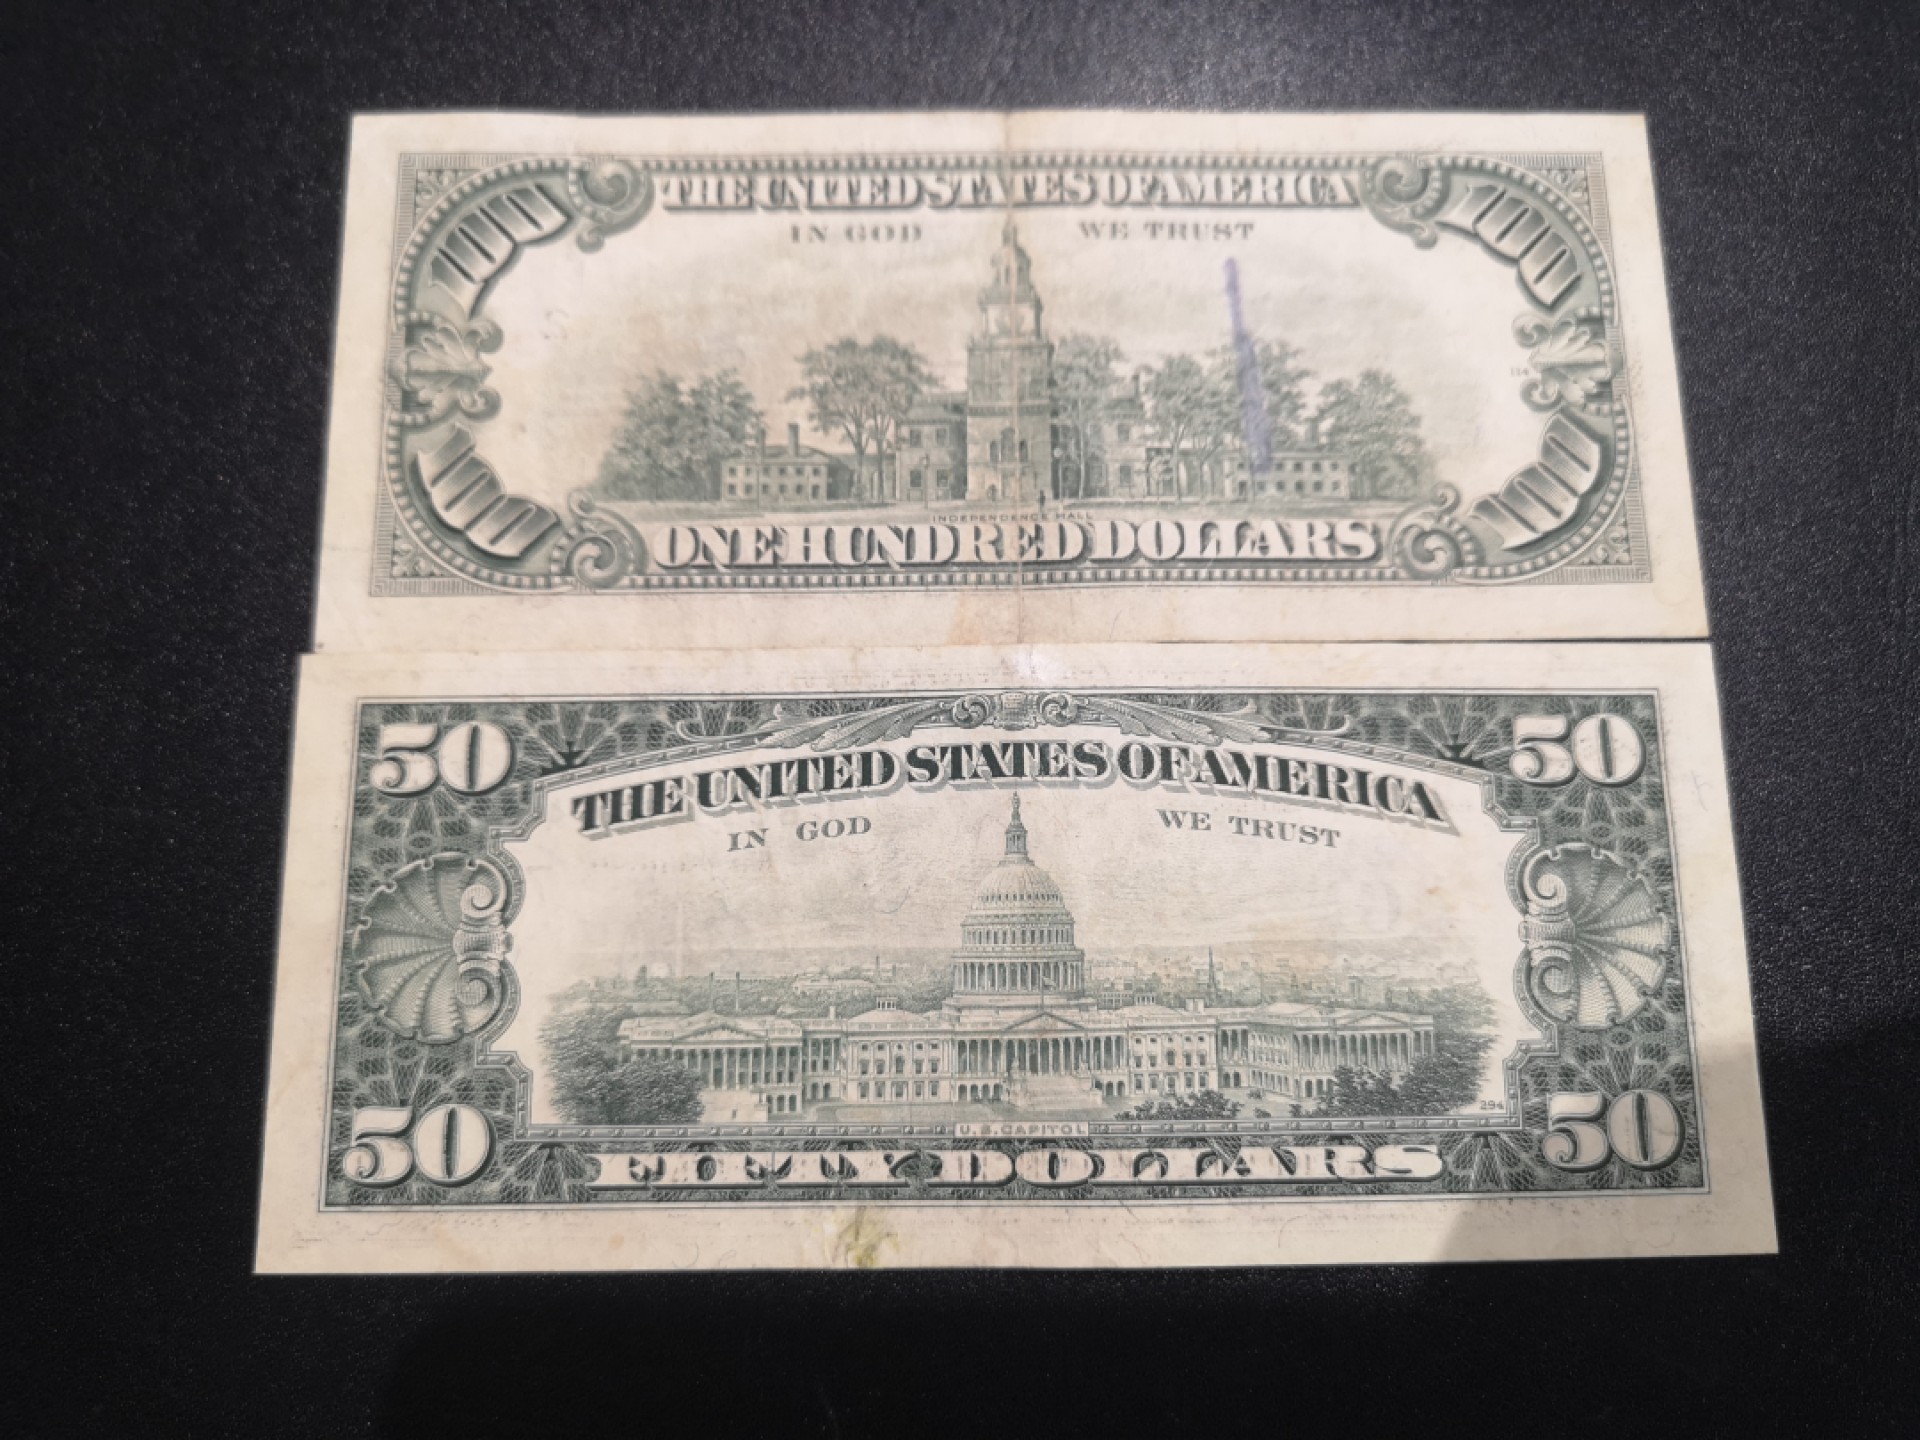 100 THE UNITED STATES OF AMERICA 100
IN GOD WE TRUST
INDEPENDENCE HALL
100 ONE HUNDRED DOLLARS 100
50 THE UNITED STATES OF AMERICA 50
IN GOD WE TRUST
294
U.S. CAPITOL
50 FIFTY DOLLARS 50